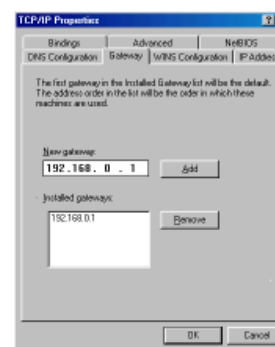 TCP/IP Properties
?
Bindings Advanced NetBIOS
DNS Configuration Gateway WINS Configuration IP Addres
The first gateway in the Installed Gateway list will be the default.
The address order in the list will be the order in which these
machines are used.
New gateway:
192.168. 0 . 1 Add
Installed gateways:
192.168.0.1
Remove
OK Cancel